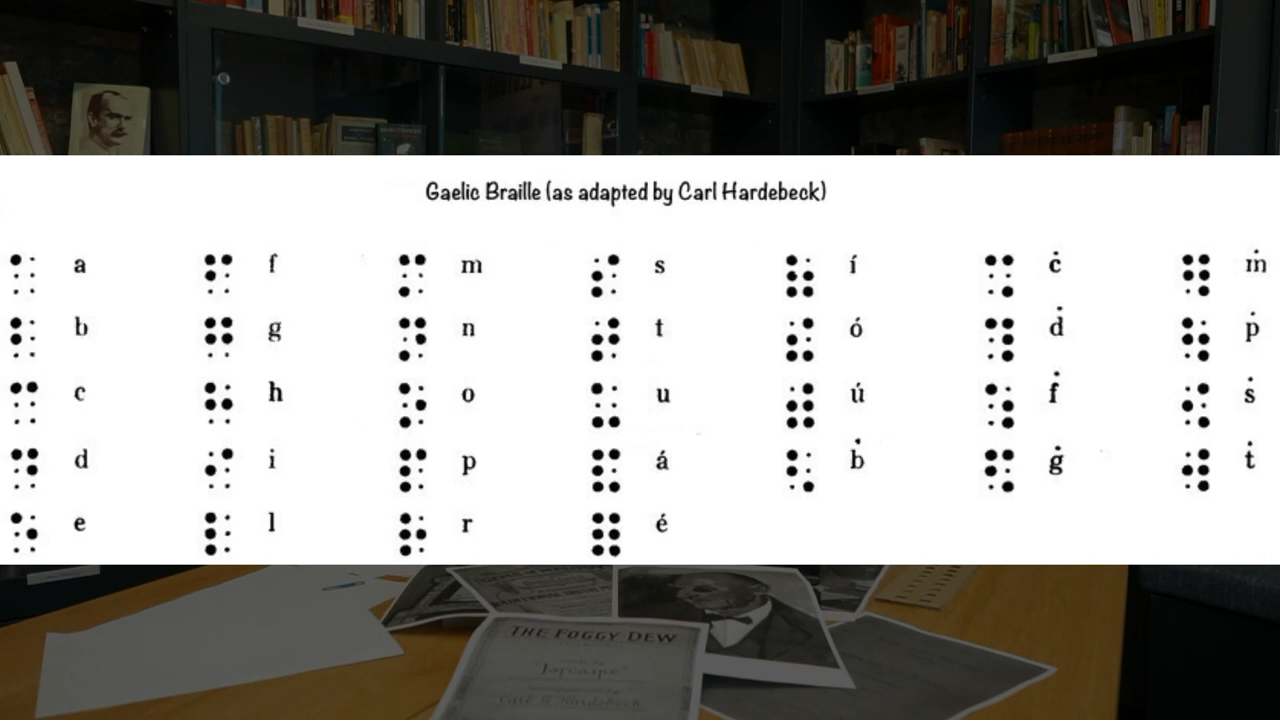 Gaelic Braille (as adapted by Carl Hardebeck)
⠁ a
⠃ b
⠉ c
⠙ d
⠑ e
⠋ f
⠛ g
⠓ h
⠊ i
⠇ l
⠍ m
⠝ n
⠕ o
⠏ p
⠗ r
⠎ s
⠞ t
⠥ u
⠯ á
⠿ é
⠷ í
⠮ ó
⠾ ú
⠣ ḃ
⠩ ċ
⠹ ḋ
⠱ ḟ
⠫ ġ
⠻ ṁ
⠳ ṗ
⠪ ṡ
⠺ ṫ
THE FOGGY DEW